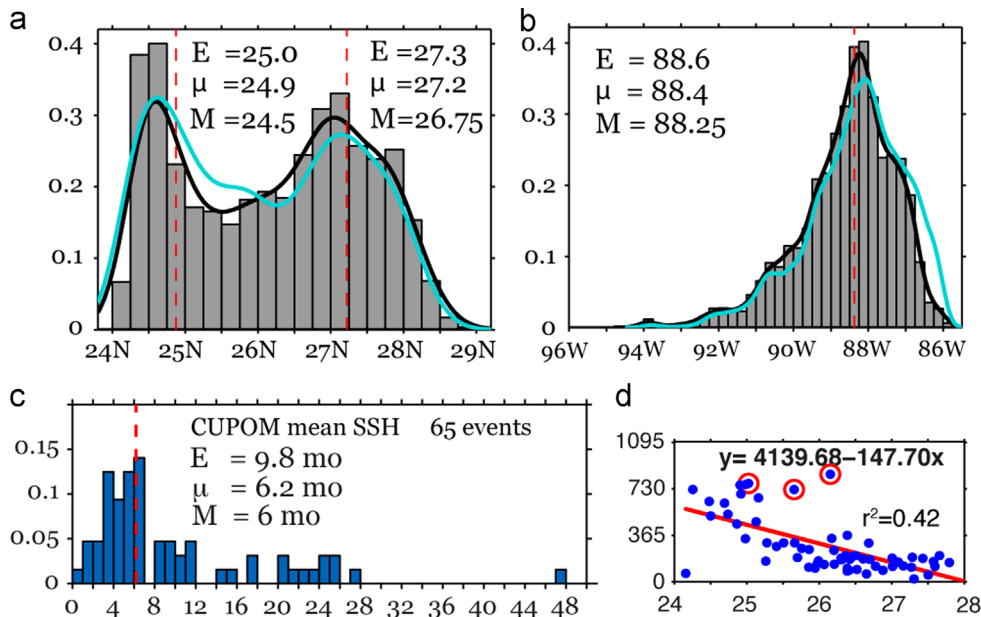 a
0.4
0.3
0.2
0.1
0
E =25.0
μ =24.9
M =24.5
E =27.3
μ =27.2
M=26.75
24N 25N 26N 27N 28N 29N
b
0.4
0.3
0.2
0.1
0
E = 88.6
μ = 88.4
M = 88.25
96W 94W 92W 90W 88W 86W
c
0.15
0.1
0.05
0
CUPOM mean SSH 65 events
E = 9.8 mo
μ = 6.2 mo
M = 6 mo
0 4 8 12 16 20 24 28 32 36 40 44 48
d
1095
730
365
0
y= 4139.68−147.70x
r²=0.42
24 25 26 27 28